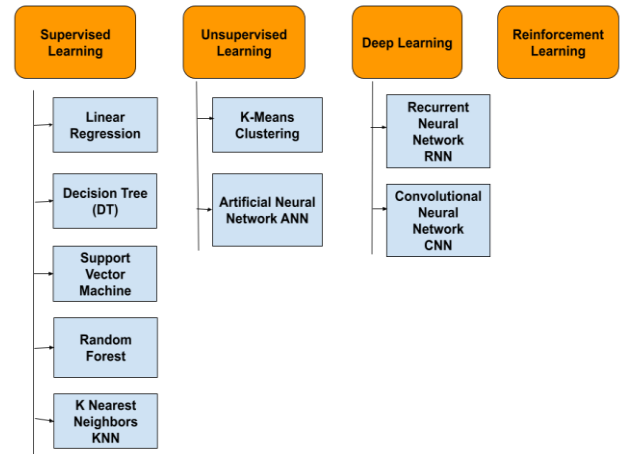 Supervised
Learning
Unsupervised
Learning
Deep Learning
Reinforcement
Learning
Linear
Regression
Decision Tree
(DT)
Support
Vector
Machine
Random
Forest
K Nearest
Neighbors
KNN
K-Means
Clustering
Artificial Neural
Network ANN
Recurrent
Neural
Network
RNN
Convolutional
Neural
Network
CNN